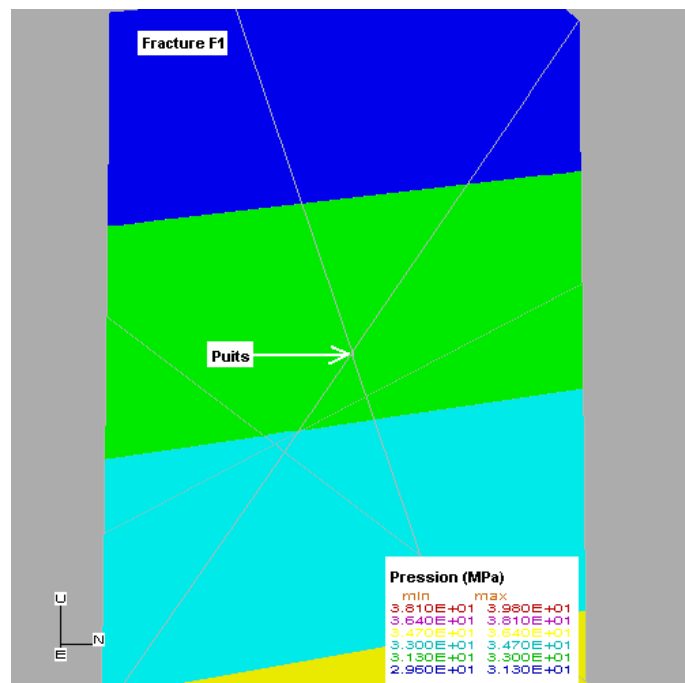 Fracture F1
Puits
Pression (MPa)
min max
3.810E+01 3.980E+01
3.640E+01 3.810E+01
3.470E+01 3.640E+01
3.300E+01 3.470E+01
3.130E+01 3.300E+01
2.960E+01 3.130E+01
U
N
E